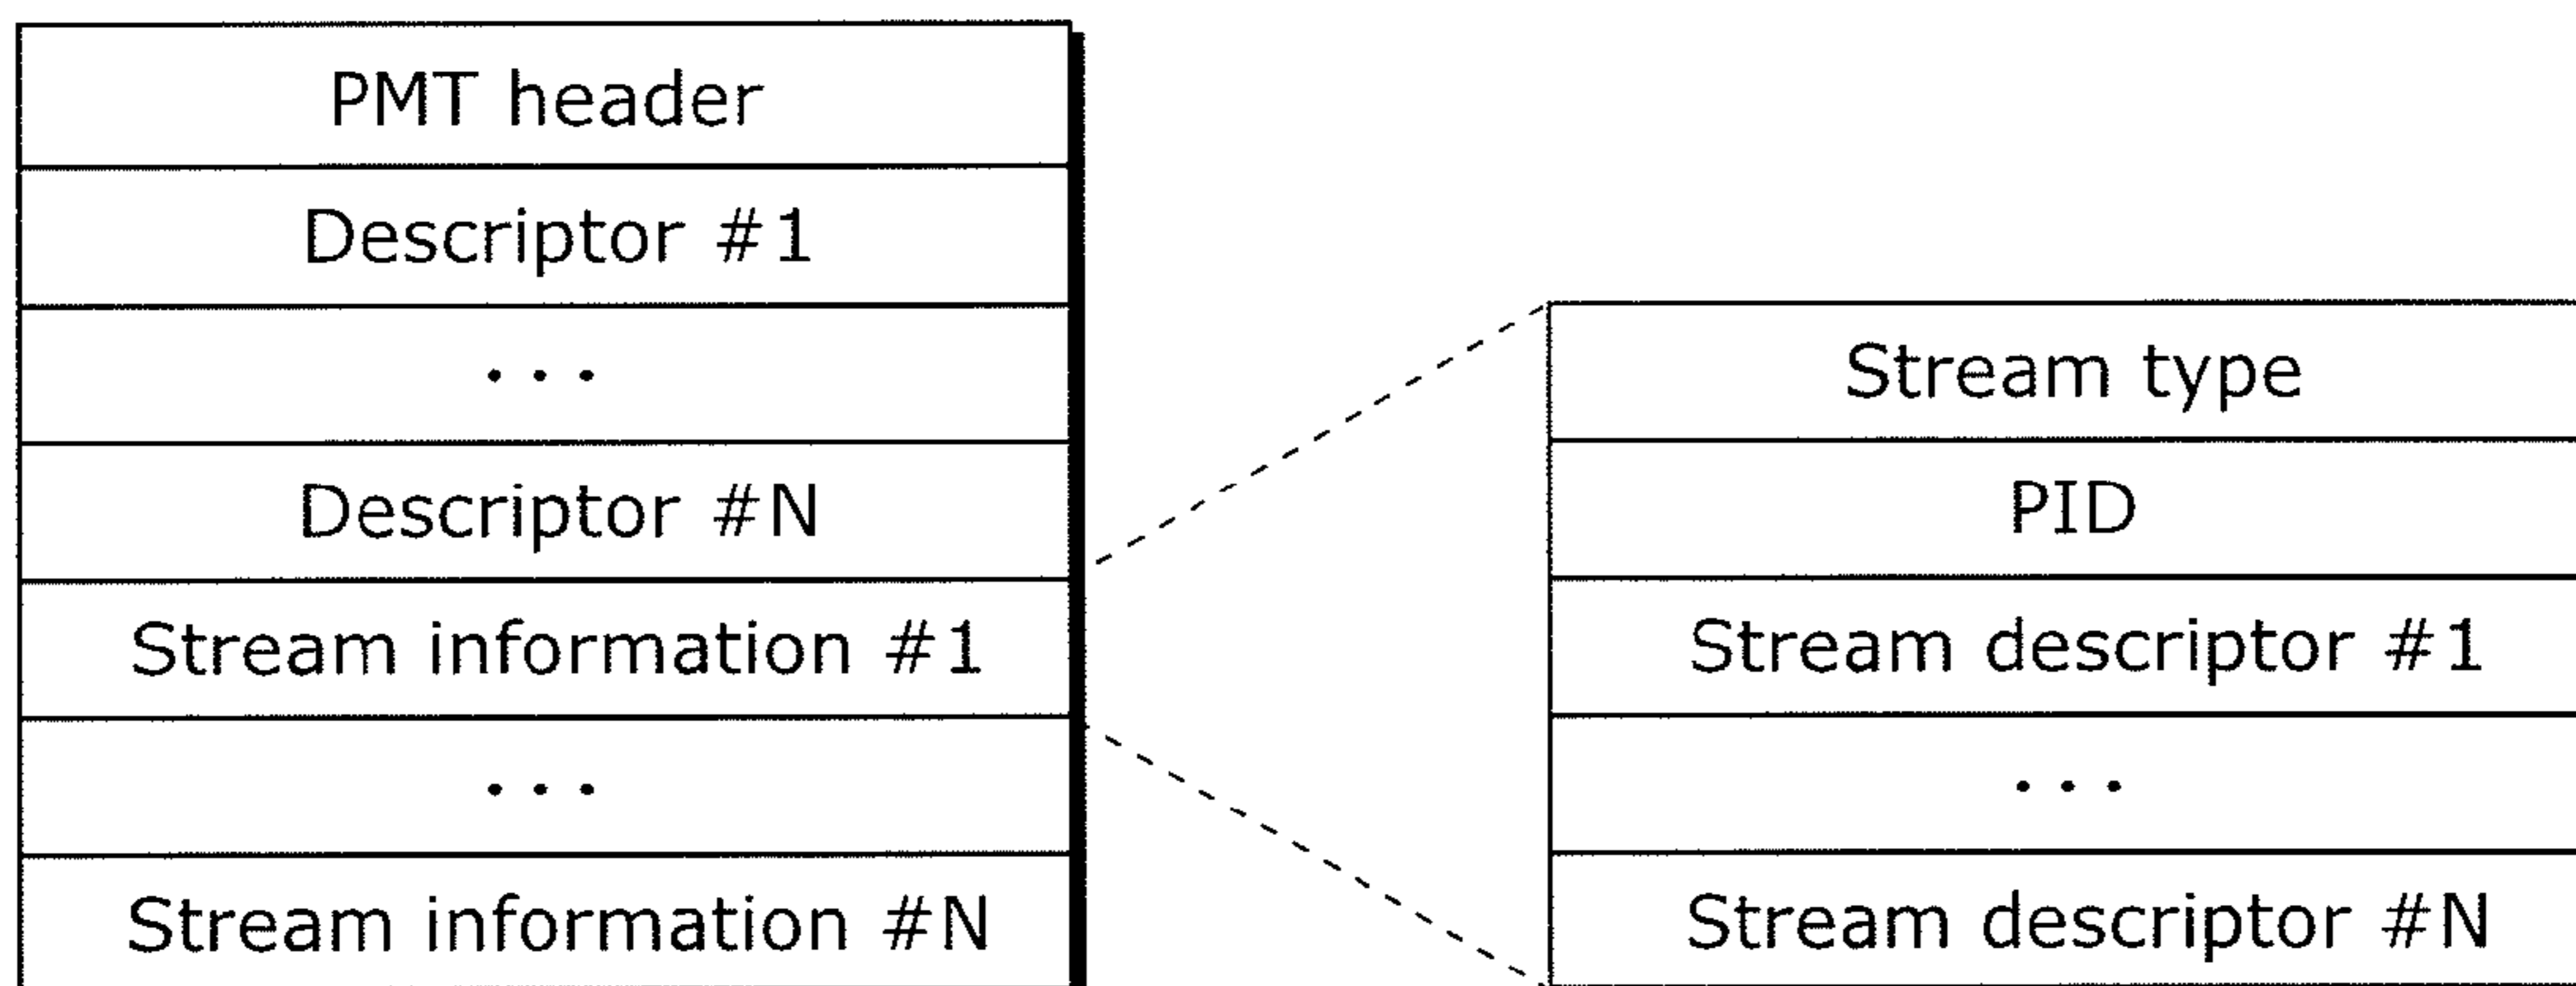 PMT header
Descriptor #1
...
Descriptor #N
Stream information #1
...
Stream information #N
Stream type
PID
Stream descriptor #1
...
Stream descriptor #N